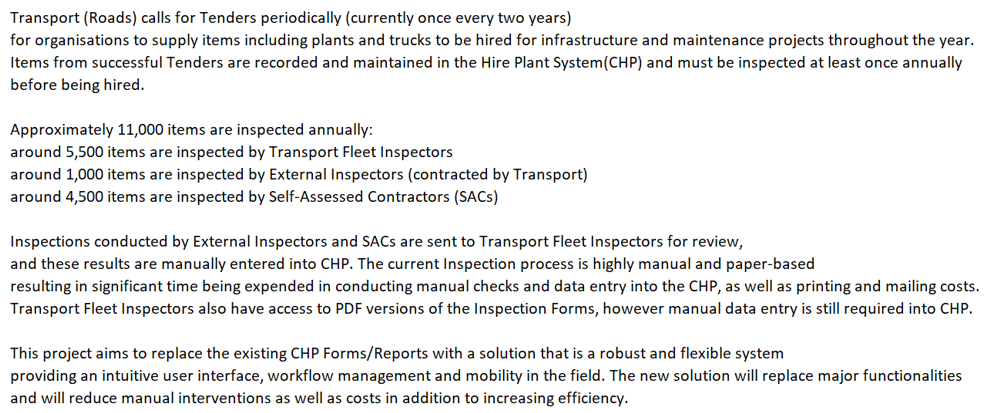 Transport (Roads) calls for Tenders periodically (currently once every two years)
for organisations to supply items including plants and trucks to be hired for infrastructure and maintenance projects throughout the year.
Items from successful Tenders are recorded and maintained in the Hire Plant System(CHP) and must be inspected at least once annually
before being hired.

Approximately 11,000 items are inspected annually:
around 5,500 items are inspected by Transport Fleet Inspectors
around 1,000 items are inspected by External Inspectors (contracted by Transport)
around 4,500 items are inspected by Self-Assessed Contractors (SACs)

Inspections conducted by External Inspectors and SACs are sent to Transport Fleet Inspectors for review,
and these results are manually entered into CHP. The current Inspection process is highly manual and paper-based
resulting in significant time being expended in conducting manual checks and data entry into the CHP, as well as printing and mailing costs.
Transport Fleet Inspectors also have access to PDF versions of the Inspection Forms, however manual data entry is still required into CHP.

This project aims to replace the existing CHP Forms/Reports with a solution that is a robust and flexible system
providing an intuitive user interface, workflow management and mobility in the field. The new solution will replace major functionalities
and will reduce manual interventions as well as costs in addition to increasing efficiency.